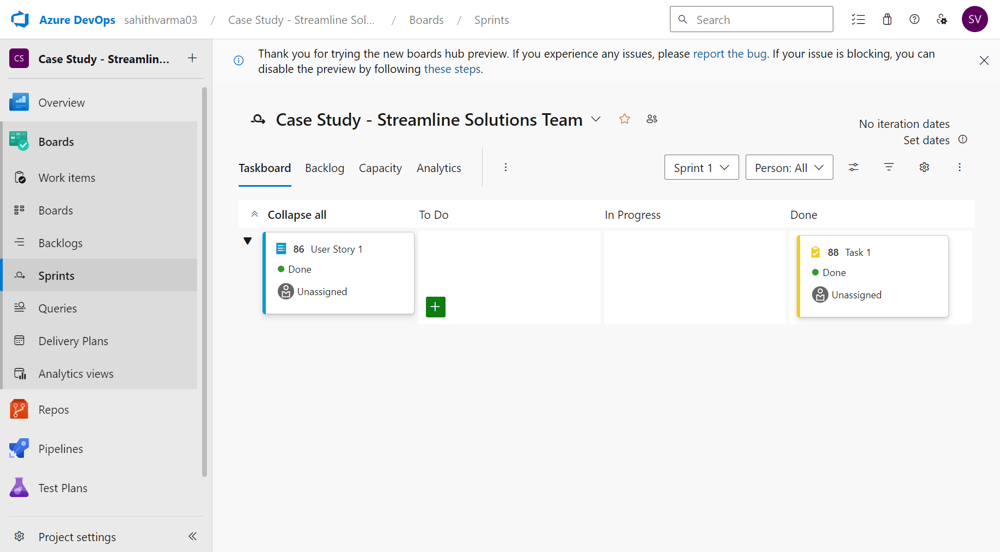 Azure DevOps sahithvarma03 / Case Study - Streamline Sol... / Boards / Sprints
Search
SV
CS Case Study - Streamlin...
Thank you for trying the new boards hub preview. If you experience any issues, please report the bug. If your issue is blocking, you can
disable the preview by following these steps.
Overview
Boards
Work items
Boards
Backlogs
Sprints
Queries
Delivery Plans
Analytics views
Repos
Pipelines
Test Plans
Project settings
Case Study - Streamline Solutions Team
No iteration dates
Set dates
Taskboard Backlog Capacity Analytics
Sprint 1
Person: All
Collapse all To Do In Progress Done
86 User Story 1
Done
Unassigned
88 Task 1
Done
Unassigned